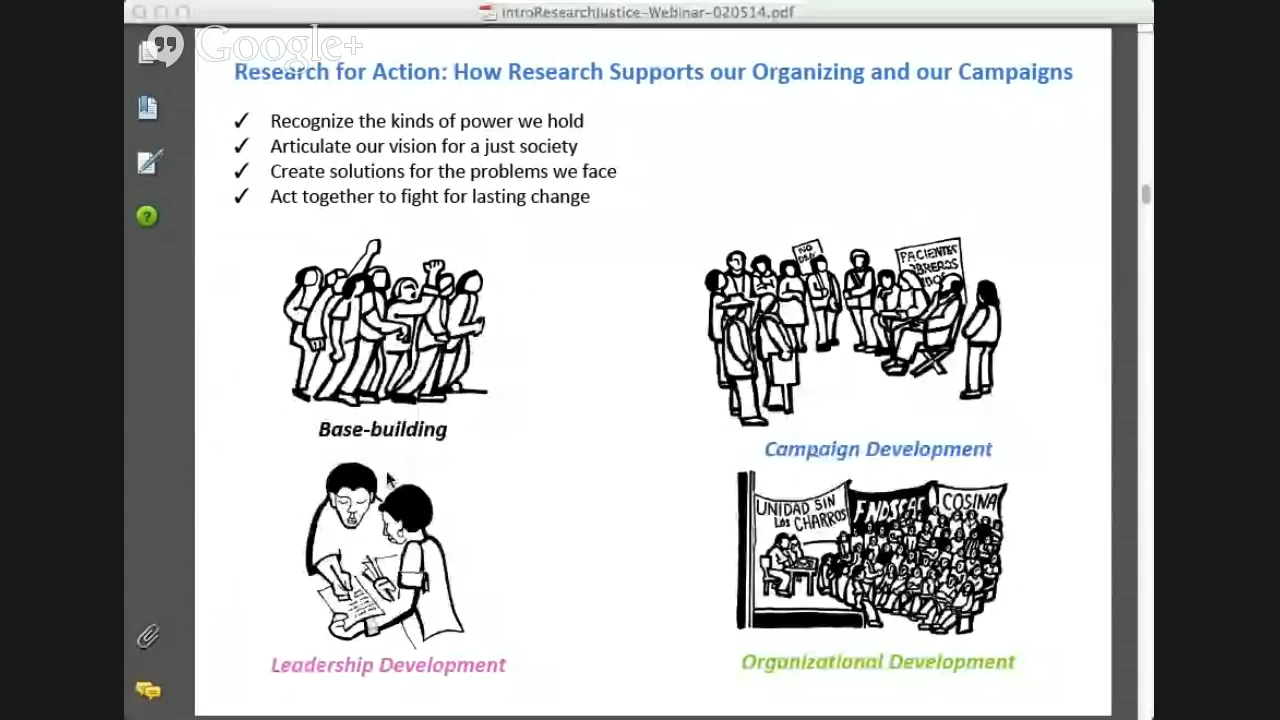 introResearchJustice-Webinar-020514.pdf
Google+
Research for Action: How Research Supports our Organizing and our Campaigns
✓ Recognize the kinds of power we hold
✓ Articulate our vision for a just society
✓ Create solutions for the problems we face
✓ Act together to fight for lasting change
NO
PACIENTES
OBREROS
Base-building
Campaign Development
UNIDAD SIN
LOS CHARROS
COSINA
Leadership Development
Organizational Development